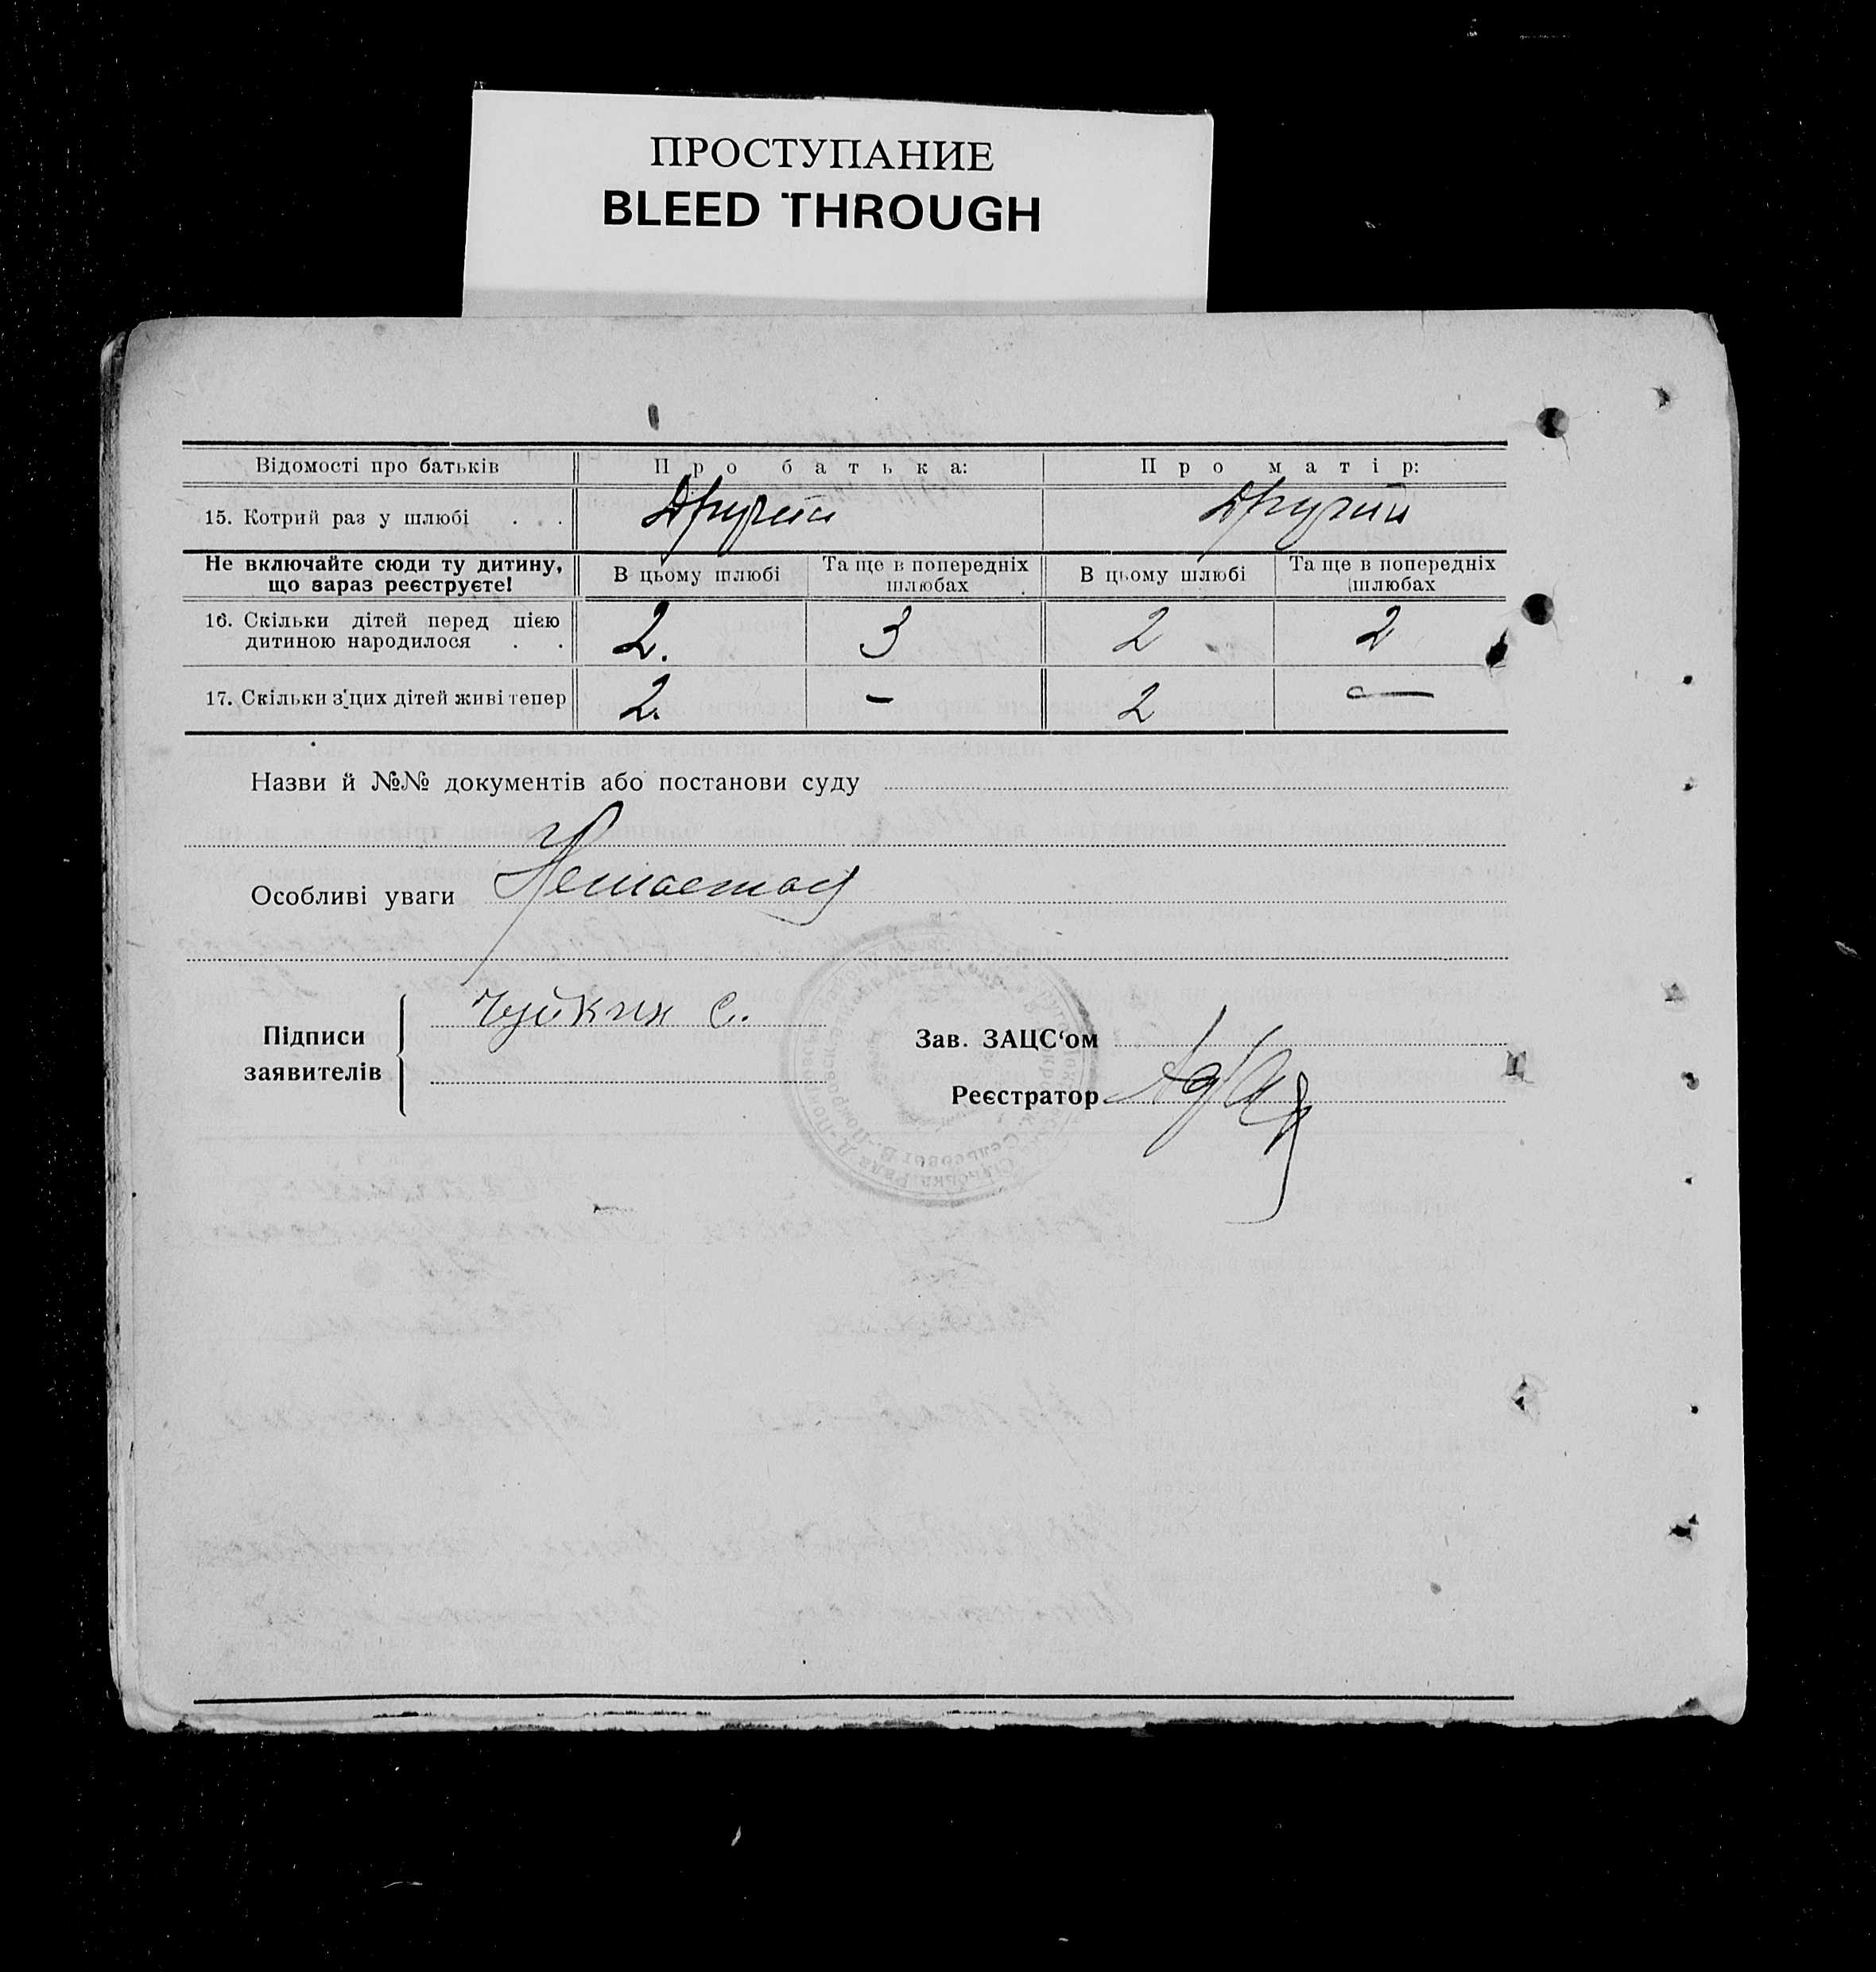 ПРОСТУПАНИЕ
BLEED THROUGH
Відомості про батьків Про батька: Про матір:
15. Котрий раз у шлюбі . . Другий Другий
Не включайте сюди ту дитину, що зараз реєструєте! В цьому шлюбі Та ще в попередніх шлюбах В цьому шлюбі Та ще в попередніх шлюбах
16. Скільки дітей перед цією дитиною народилося . . 2. 3 2 2
17. Скільки з цих дітей живі тепер 2. – 2 —
Назви й №№ документів або постанови суду
Особливі уваги
Підписи заявителів Чуйкин С.
Зав. ЗАЦС‘ом
Реєстратор